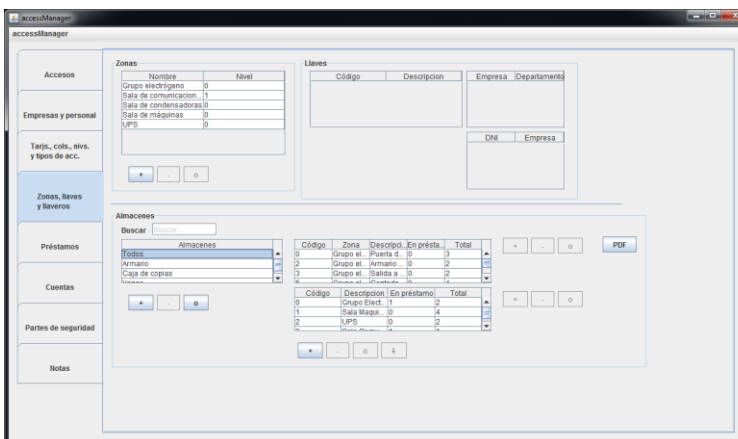 accessManager
accessManager
Accesos
Empresas y personal
Tarjs., cols., nivs.
y tipos de acc.
Zonas, llaves
y llaveros
Préstamos
Cuentas
Partes de seguridad
Notas
Zonas
Nombre Nivel
Grupo electrógeno 0
Sala de comunicacion... 1
Sala de condensadoras 0
Sala de máquinas 0
UPS 0
+ -
Llaves
Código Descripcion
Empresa Departamento
DNI Empresa
Almacenes
Buscar Buscar...
Almacenes
Todos
Armario
Caja de copias
Varios
+ -
Código Zona Descripci... En présta... Total
0 Grupo el... Puerta d... 0 3
2 Grupo el... Armario ... 0 2
3 Grupo el... Salida a ... 0 2
+ -
PDF
Código Descripcion En préstamo Total
0 Grupo Elect... 1 2
1 Sala Maqui... 0 4
2 UPS 0 2
+ -
+ -